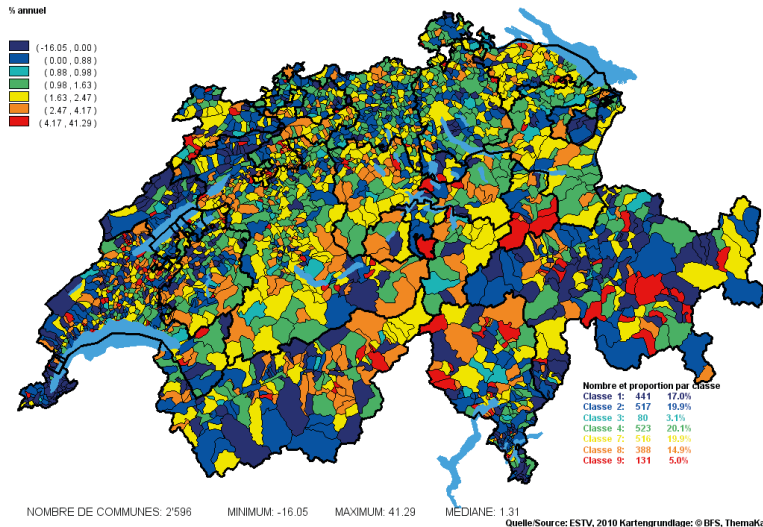 % annuel
(-16.05 , 0.00)
(0.00 , 0.88)
(0.88 , 0.98)
(0.98 , 1.63)
(1.63 , 2.47)
(2.47 , 4.17)
(4.17 , 41.29)
Nombre et proportion par classe
Classe 1: 441 17.0%
Classe 2: 517 19.9%
Classe 3: 80 3.1%
Classe 4: 523 20.1%
Classe 7: 516 19.9%
Classe 8: 388 14.9%
Classe 9: 131 5.0%
NOMBRE DE COMMUNES: 2'596 MINIMUM: -16.05 MAXIMUM: 41.29 MEDIANE: 1.31
Quelle/Source: ESTV, 2010 Kartengrundlage: © BFS, ThemaKa